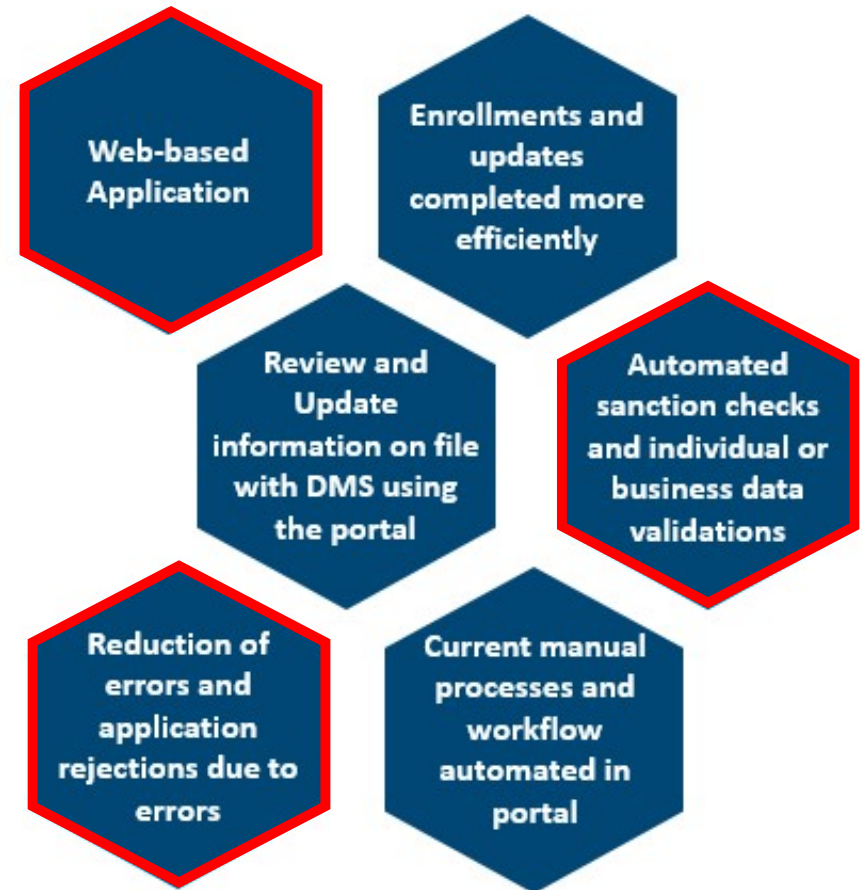 Web-based
Application
Enrollments and
updates
completed more
efficiently
Review and
Update
information on file
with DMS using
the portal
Automated
sanction checks
and individual or
business data
validations
Reduction of
errors and
application
rejections due to
errors
Current manual
processes and
workflow
automated in
portal